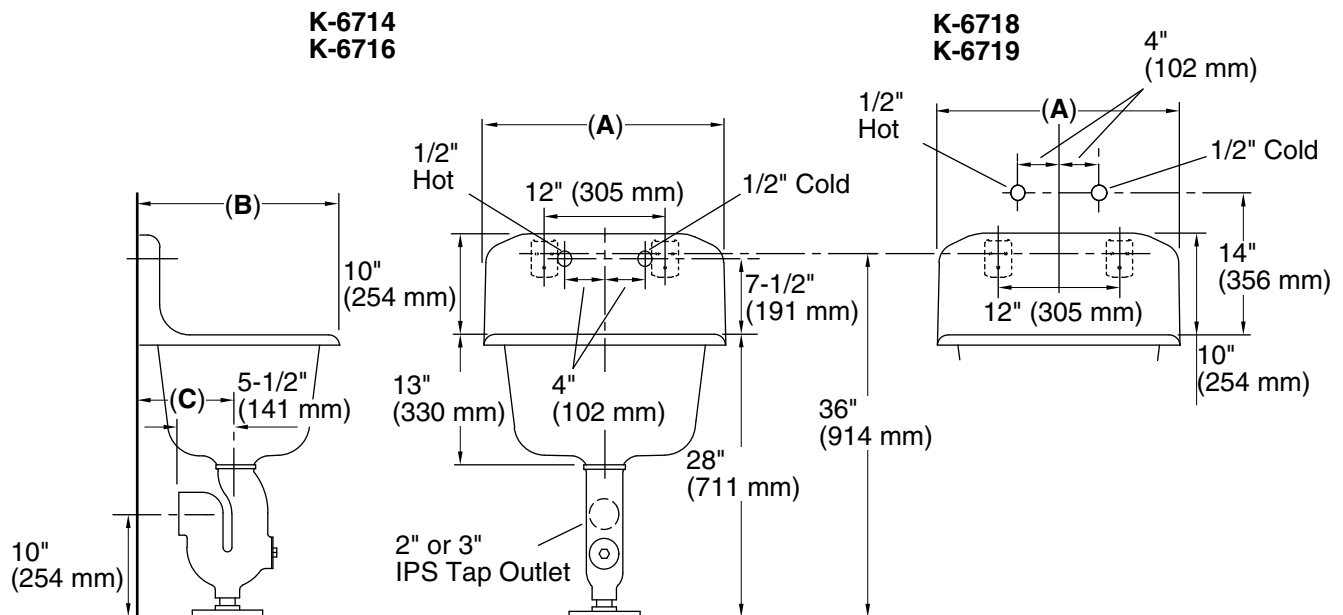 K-6714
K-6716
K-6718
K-6719
4"
(102 mm)
(A)
(A)
1/2"
Hot
1/2" Cold
1/2"
Hot
12" (305 mm)
1/2" Cold
(B)
10"
(254 mm)
7-1/2"
(191 mm)
14"
(356 mm)
12" (305 mm)
10"
(254 mm)
(C)
5-1/2"
(141 mm)
13"
(330 mm)
4"
(102 mm)
36"
(914 mm)
28"
(711 mm)
10"
(254 mm)
2" or 3"
IPS Tap Outlet